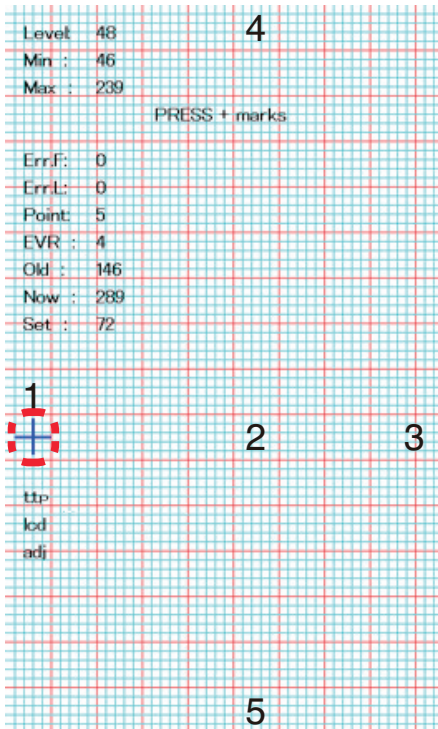 Level: 48 4
Min : 46
Max : 239
PRESS + marks
Err.F: 0
Err.L: 0
Point: 5
EVR : 4
Old : 146
Now : 289
Set : 72
1
2 3
ttp
lcd
adj
5